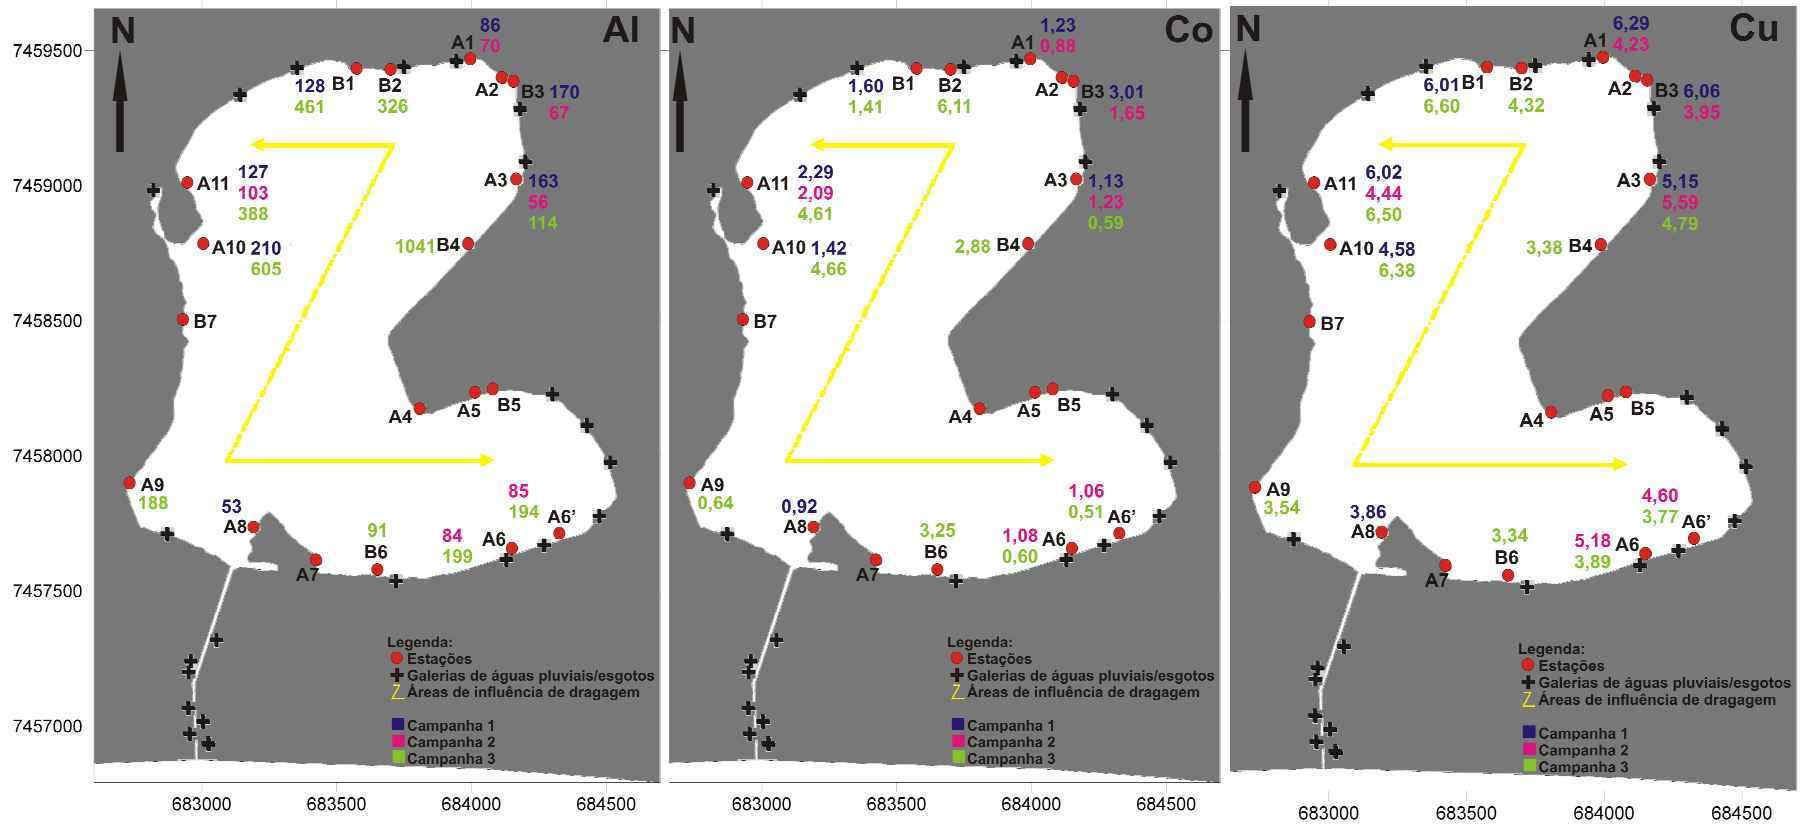 N
Al
86
70
A1
7459500
128
461
B1
B2
326
A2
B3
170
67
127
A11
103
388
A3
163
56
114
7459000
A10
210
605
1041
B4
7458500
B7
A4
A5
B5
7458000
A9
188
53
A8
91
B6
A7
85
194
A6'
84
199
A6
7457500
Legenda:
Estações
Galerias de águas pluviais/esgotos
Áreas de influência de dragagem
7457000
Campanha 1
Campanha 2
Campanha 3
683000
683500
684000
684500
N
Co
1,23
0,88
A1
1,60
1,41
B1
B2
6,11
A2
B3
3,01
1,65
2,29
A11
2,09
4,61
A3
1,13
1,23
0,59
A10
1,42
4,66
2,88
B4
B7
A4
A5
B5
A9
0,64
0,92
A8
3,25
B6
A7
1,06
0,51
A6'
1,08
0,60
A6
Legenda:
Estações
Galerias de águas pluviais/esgotos
Áreas de influência de dragagem
Campanha 1
Campanha 2
Campanha 3
683000
683500
684000
684500
N
Cu
6,29
4,23
A1
6,01
6,60
B1
B2
4,32
A2
B3
6,06
3,95
6,02
A11
4,44
6,50
A3
5,15
5,59
4,79
A10
4,58
6,38
3,38
B4
B7
A4
A5
B5
A9
3,54
3,86
A8
3,34
B6
A7
4,60
3,77
A6'
5,18
3,89
A6
Legenda:
Estações
Galerias de águas pluviais/esgotos
Áreas de influência de dragagem
Campanha 1
Campanha 2
Campanha 3
683000
683500
684000
684500